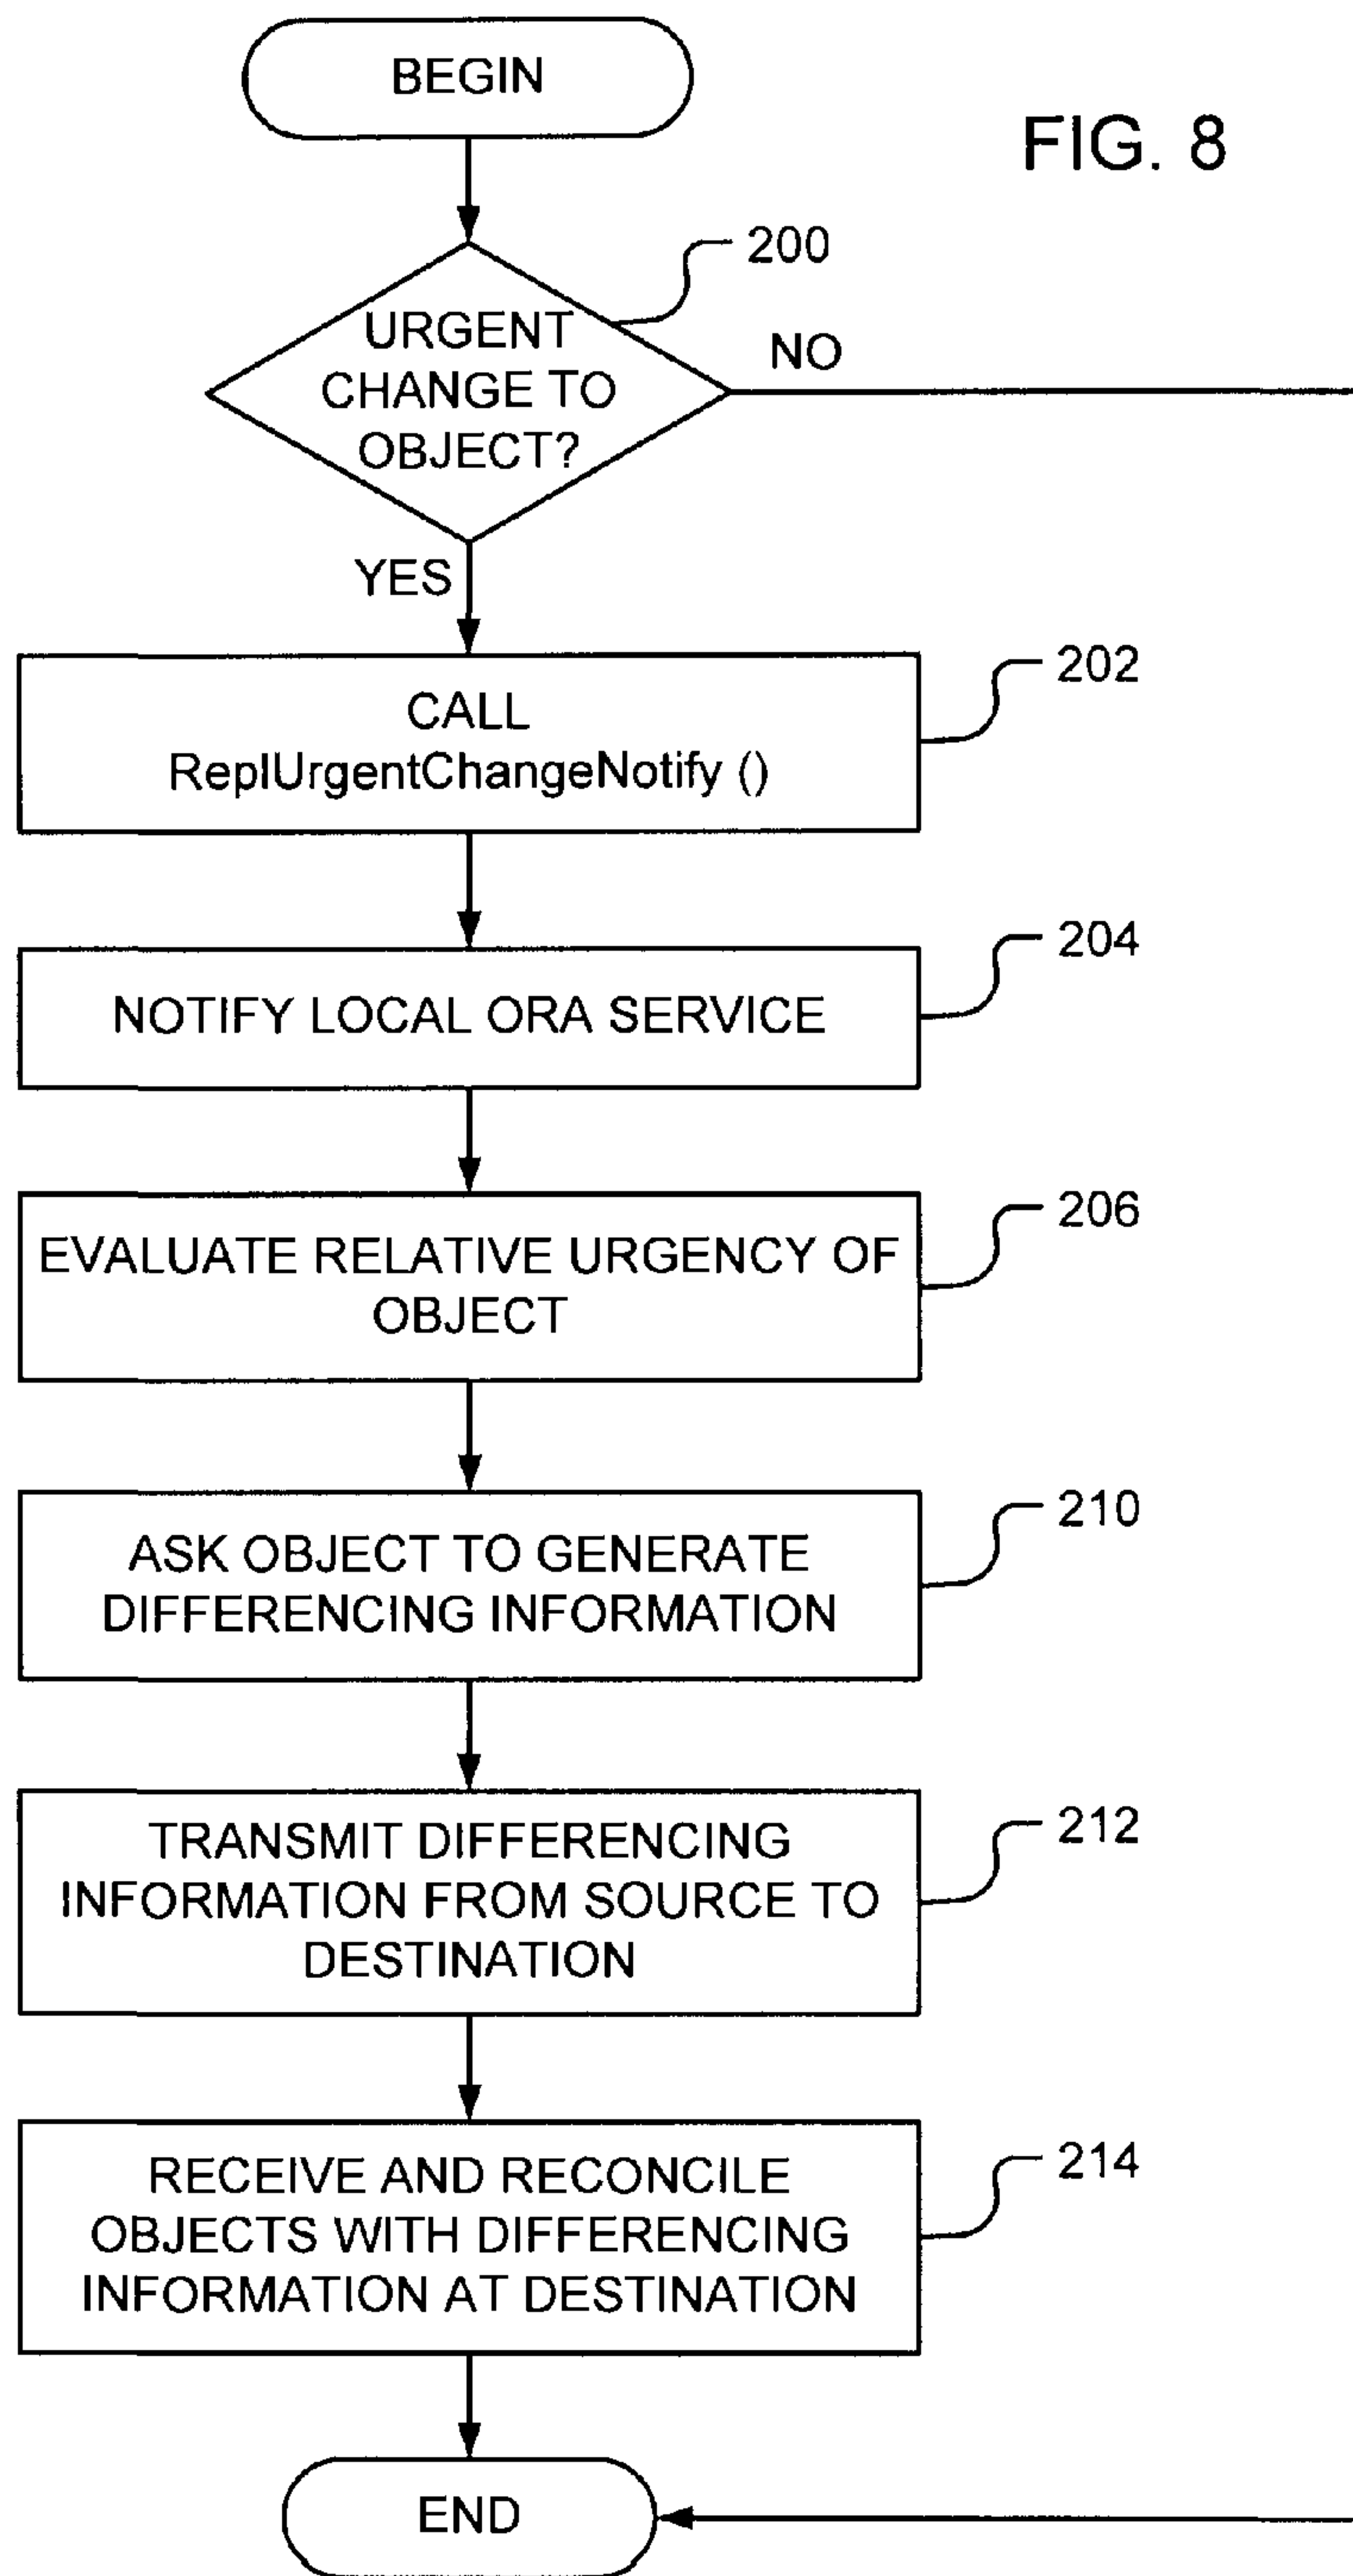 BEGIN
FIG. 8
200
URGENT
CHANGE TO
OBJECT?
NO
YES
202
CALL
ReplUrgentChangeNotify ()
204
NOTIFY LOCAL ORA SERVICE
206
EVALUATE RELATIVE URGENCY OF
OBJECT
210
ASK OBJECT TO GENERATE
DIFFERENCING INFORMATION
212
TRANSMIT DIFFERENCING
INFORMATION FROM SOURCE TO
DESTINATION
214
RECEIVE AND RECONCILE
OBJECTS WITH DIFFERENCING
INFORMATION AT DESTINATION
END